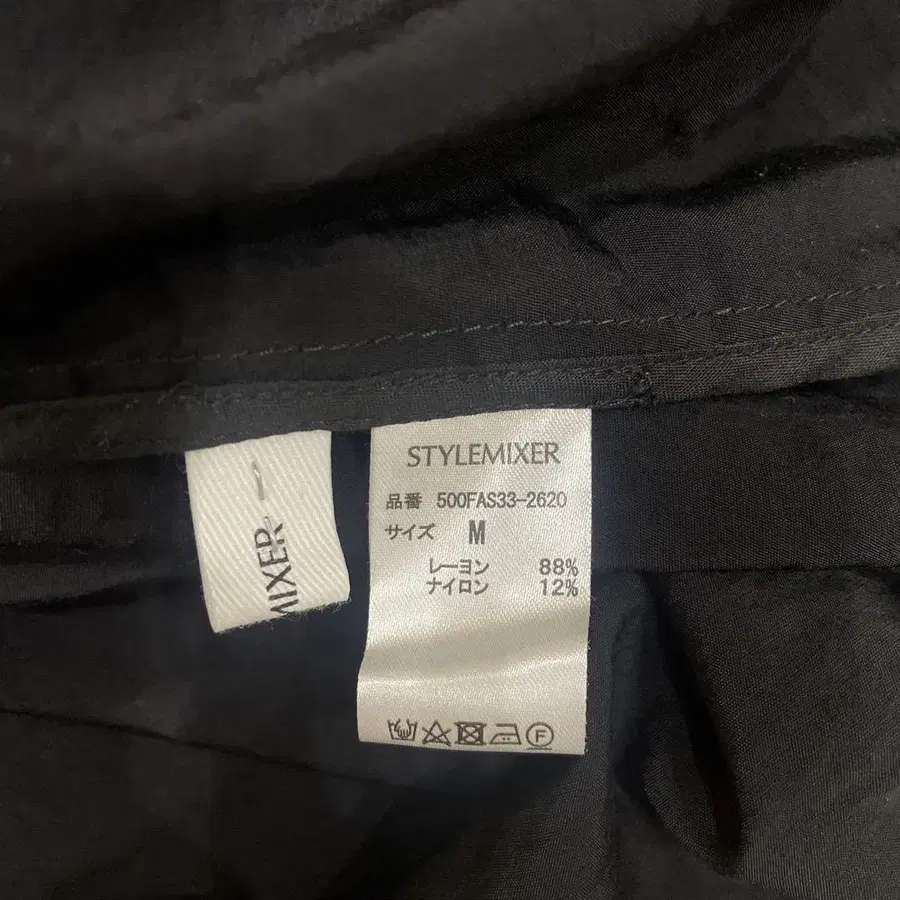 MIXER
STYLEMIXER
品番 500FAS33-2620
サイズ M
レーヨン 88%
ナイロン 12%
F